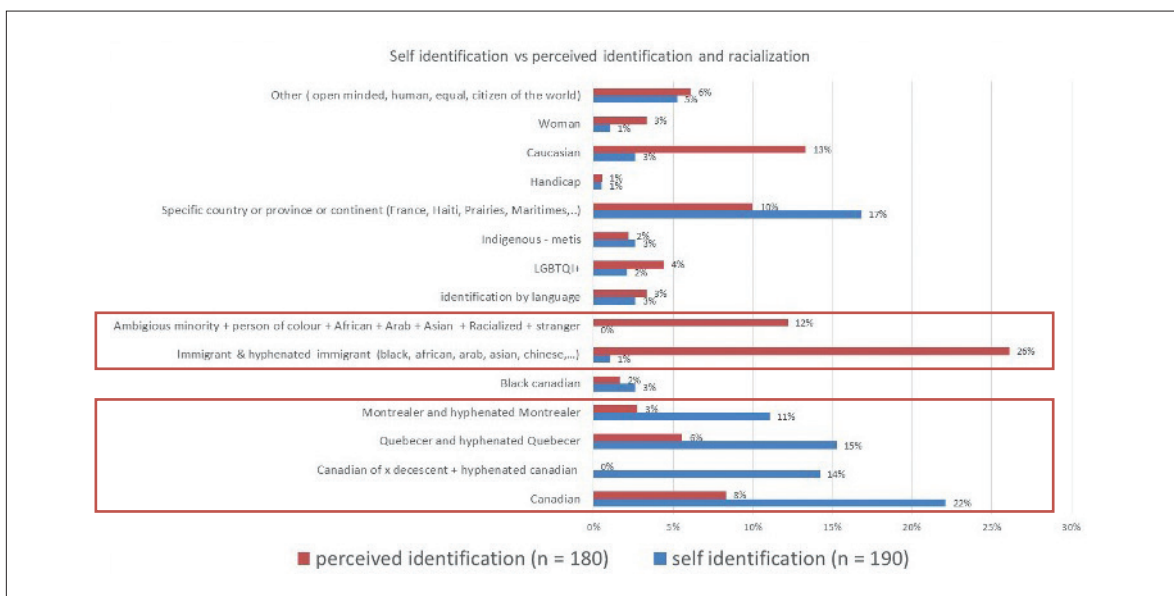 Self identification vs perceived identification and racialization
Other ( open minded, human, equal, citizen of the world)
6%
5%
Woman
3%
1%
Caucasian
13%
3%
Handicap
1%
1%
Specific country or province or continent (France, Haiti, Prairies, Maritimes,..)
10%
17%
Indigenous - metis
2%
3%
LGBTQI+
4%
2%
identification by language
3%
3%
Ambigious minority + person of colour + African + Arab + Asian + Racialized + stranger
12%
0%
Immigrant & hyphenated immigrant (black, african, arab, asian, chinese,...)
26%
1%
Black canadian
2%
3%
Montrealer and hyphenated Montrealer
3%
11%
Quebecer and hyphenated Quebecer
6%
15%
Canadian of x decescent + hyphenated canadian
0%
14%
Canadian
8%
22%
0% 5% 10% 15% 20% 25% 30%
perceived identification (n = 180) self identification (n = 190)